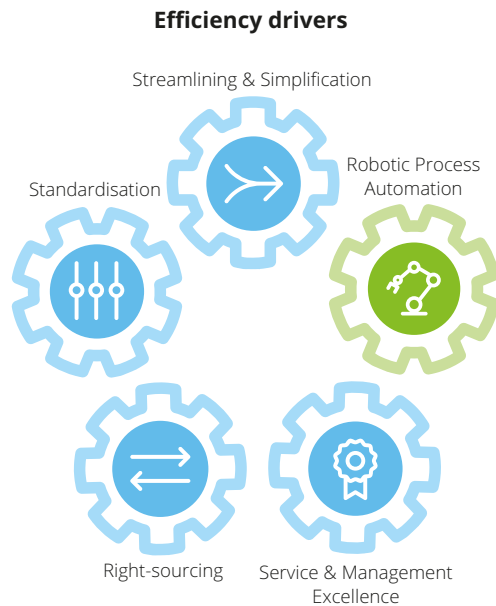 Efficiency drivers
Streamlining & Simplification
Robotic Process
Automation
Standardisation
Right-sourcing
Service & Management
Excellence